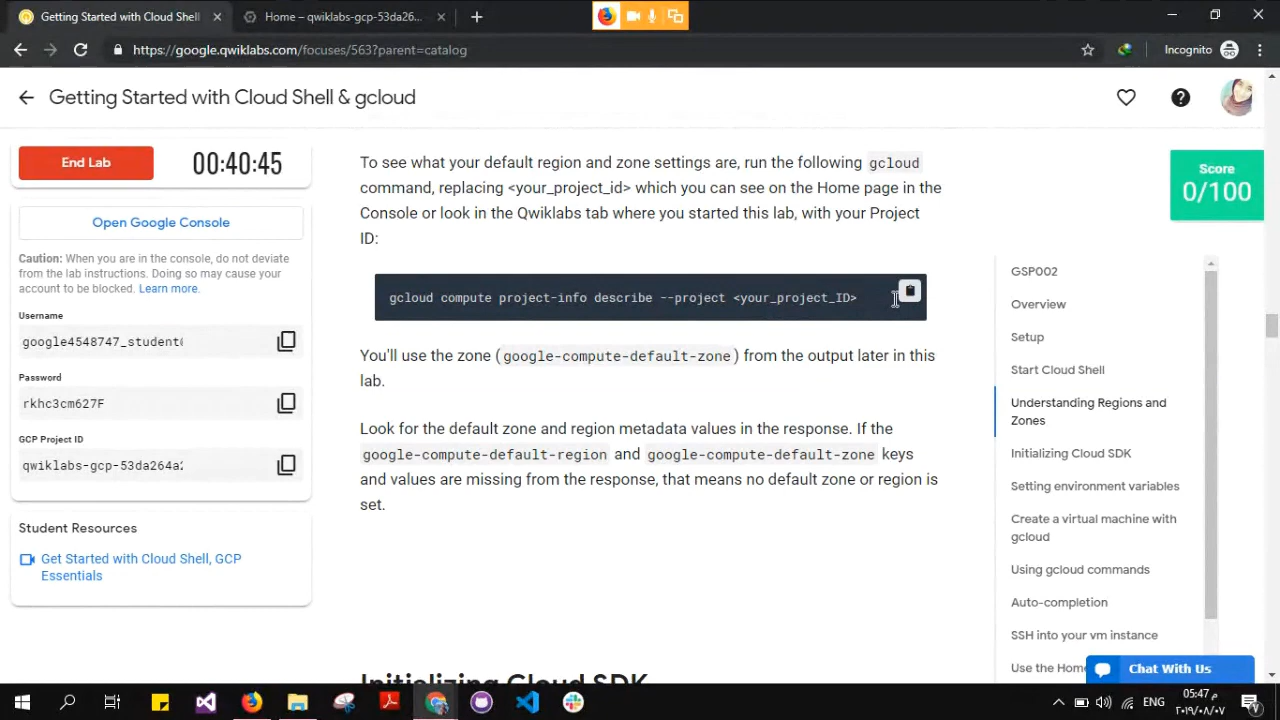 Getting Started with Cloud Shell
Home – qwiklabs-gcp-53da26...
https://google.qwiklabs.com/focuses/563?parent=catalog
Incognito
Getting Started with Cloud Shell & gcloud
End Lab
00:40:45
Open Google Console
Caution: When you are in the console, do not deviate
from the lab instructions. Doing so may cause your
account to be blocked. Learn more.
Username
google4548747_student
Password
rkhc3cm627F
GCP Project ID
qwiklabs-gcp-53da264a2
Student Resources
Get Started with Cloud Shell, GCP
Essentials
To see what your default region and zone settings are, run the following gcloud
command, replacing <your_project_id> which you can see on the Home page in the
Console or look in the Qwiklabs tab where you started this lab, with your Project
ID:
gcloud compute project-info describe --project <your_project_ID>
You'll use the zone (google-compute-default-zone) from the output later in this
lab.
Look for the default zone and region metadata values in the response. If the
google-compute-default-region and google-compute-default-zone keys
and values are missing from the response, that means no default zone or region is
set.
Initializing Cloud SDK
Score
0/100
GSP002
Overview
Setup
Start Cloud Shell
Understanding Regions and
Zones
Initializing Cloud SDK
Setting environment variables
Create a virtual machine with
gcloud
Using gcloud commands
Auto-completion
SSH into your vm instance
Use the Home
Chat With Us
ENG
05:47 م
٢٠١٩/٠٨/٠٧